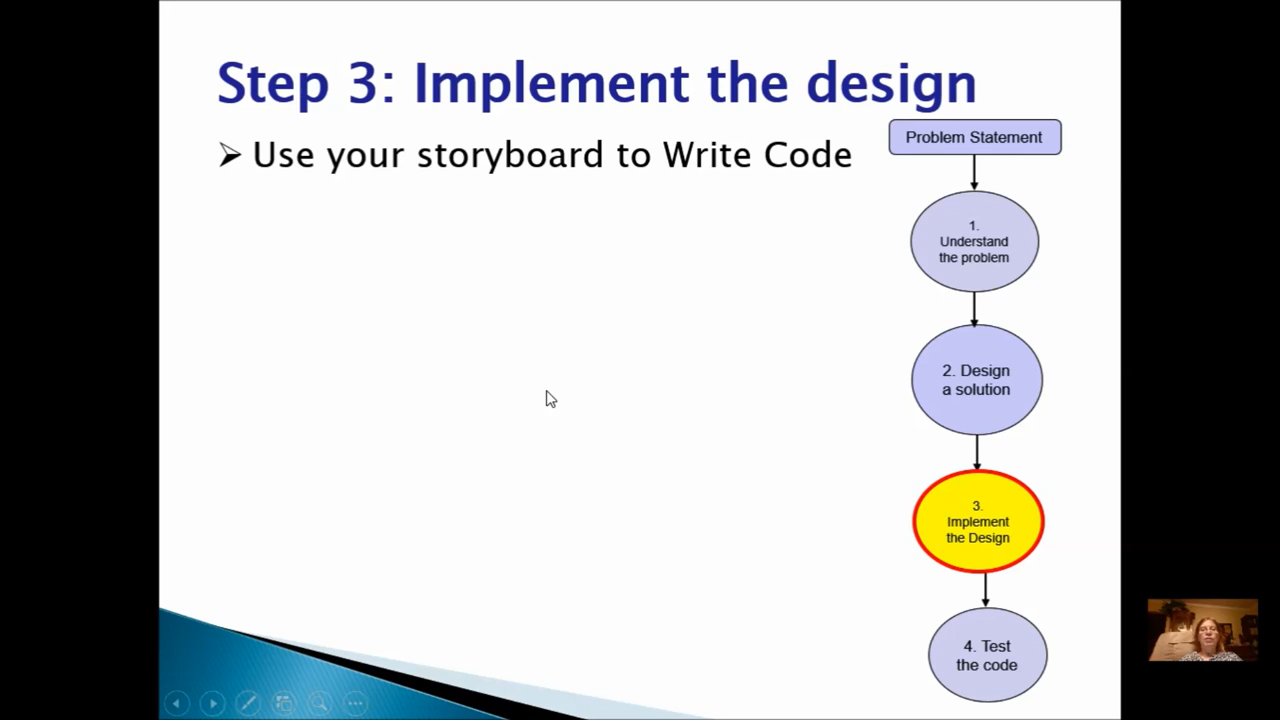 Step 3: Implement the design
Use your storyboard to Write Code
Problem Statement
1.
Understand
the problem
2. Design
a solution
3.
Implement
the Design
4. Test
the code